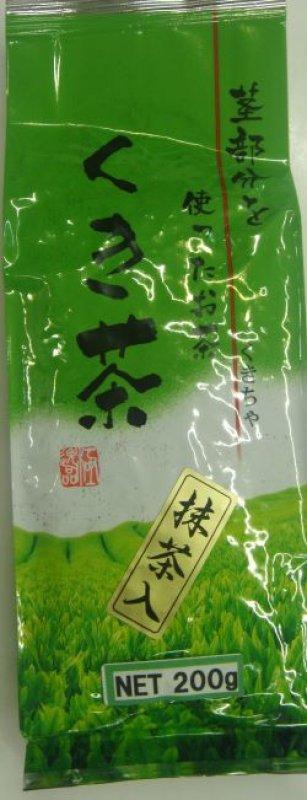 茎部分を
使ったお茶
くきちゃ
くき茶
抹茶入
NET 200g